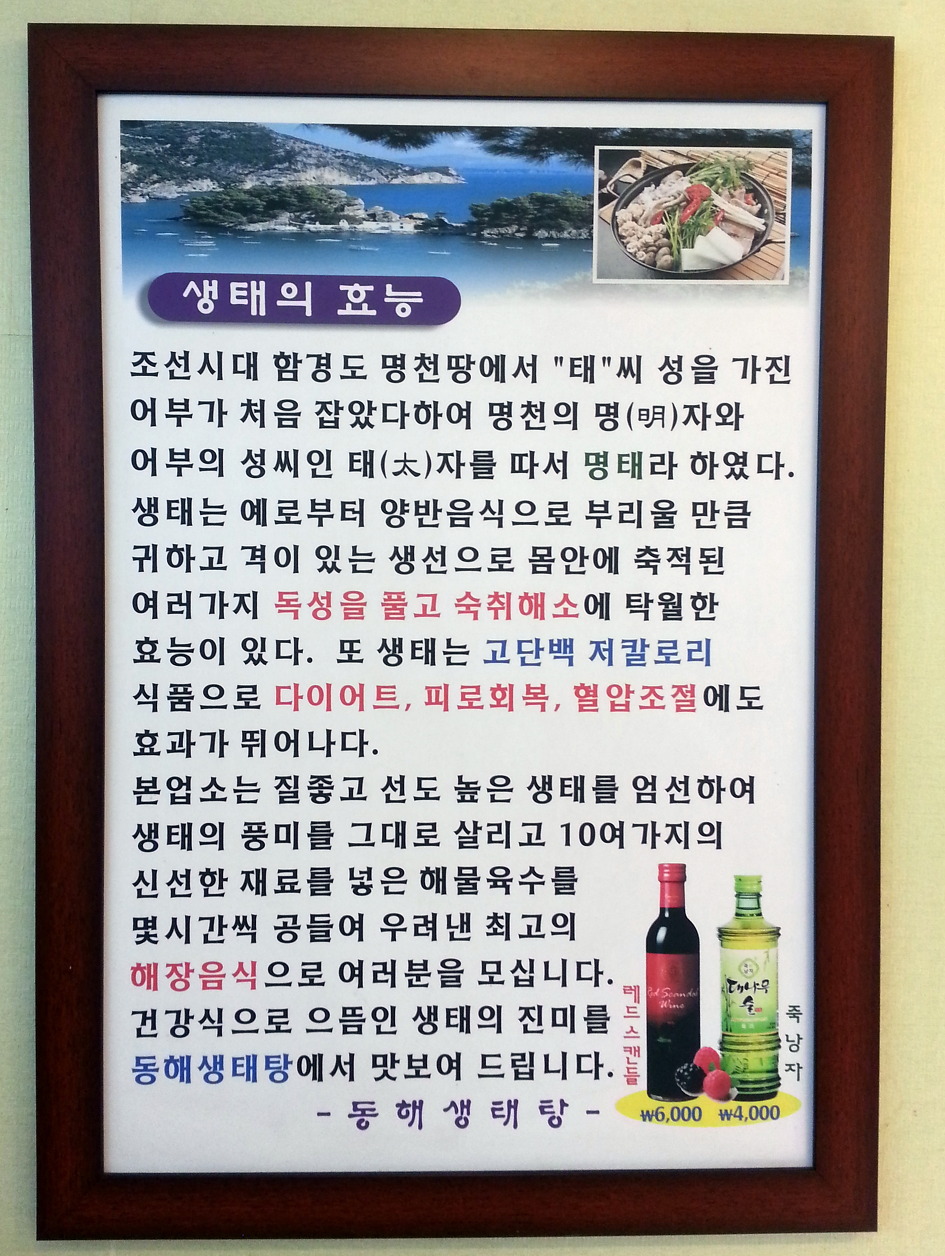 생태의 효능
조선시대 함경도 명천땅에서 "태"씨 성을 가진
어부가 처음 잡았다하여 명천의 명(明)자와
어부의 성씨인 태(太)자를 따서 명태라 하였다.
생태는 예로부터 양반음식으로 부리울 만큼
귀하고 격이 있는 생선으로 몸안에 축적된
여러가지 독성을 풀고 숙취해소에 탁월한
효능이 있다. 또 생태는 고단백 저칼로리
식품으로 다이어트, 피로회복, 혈압조절에도
효과가 뛰어나다.
본업소는 질좋고 선도 높은 생태를 엄선하여
생태의 풍미를 그대로 살리고 10여가지의
신선한 재료를 넣은 해물육수를
몇시간씩 공들여 우려낸 최고의
해장음식으로 여러분을 모십니다.
건강식으로 으뜸인 생태의 진미를
동해생태탕에서 맛보여 드립니다.
- 동해생태탕 -
레드스캔들
Red Scandal
Wine
대나무
술
죽낭자
₩6,000 ₩4,000